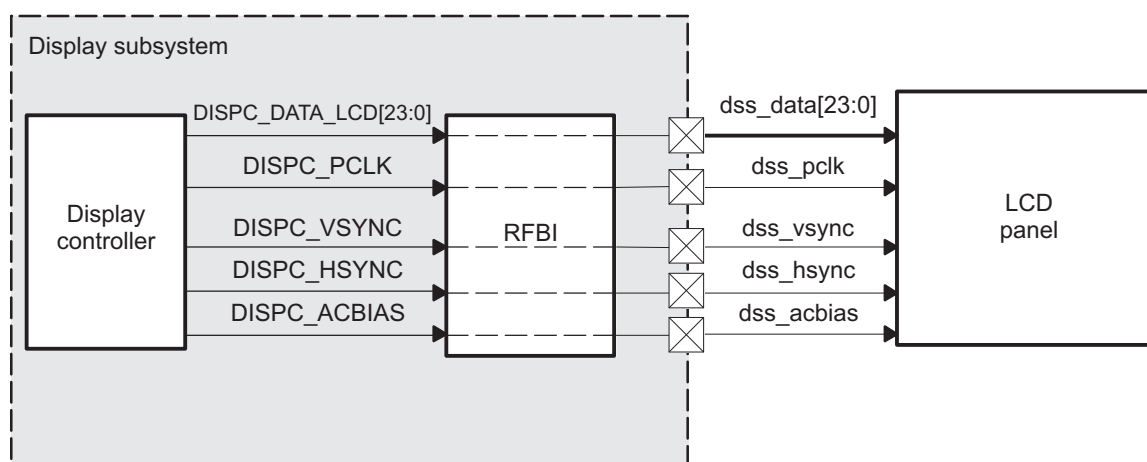 Display subsystem
DISPC_DATA_LCD[23:0]
dss_data[23:0]
DISPC_PCLK
dss_pclk
Display
controller
DISPC_VSYNC
RFBI
dss_vsync
LCD
panel
DISPC_HSYNC
dss_hsync
DISPC_ACBIAS
dss_acbias